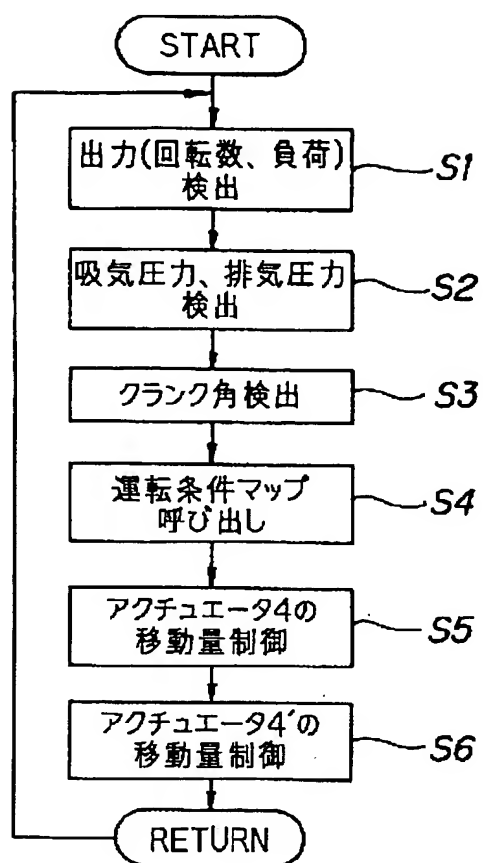 START
出力(回転数、負荷)
検出
S1
吸気圧力、排気圧力
検出
S2
クランク角検出
S3
運転条件マップ
呼び出し
S4
アクチュエータ4の
移動量制御
S5
アクチュエータ4'の
移動量制御
S6
RETURN